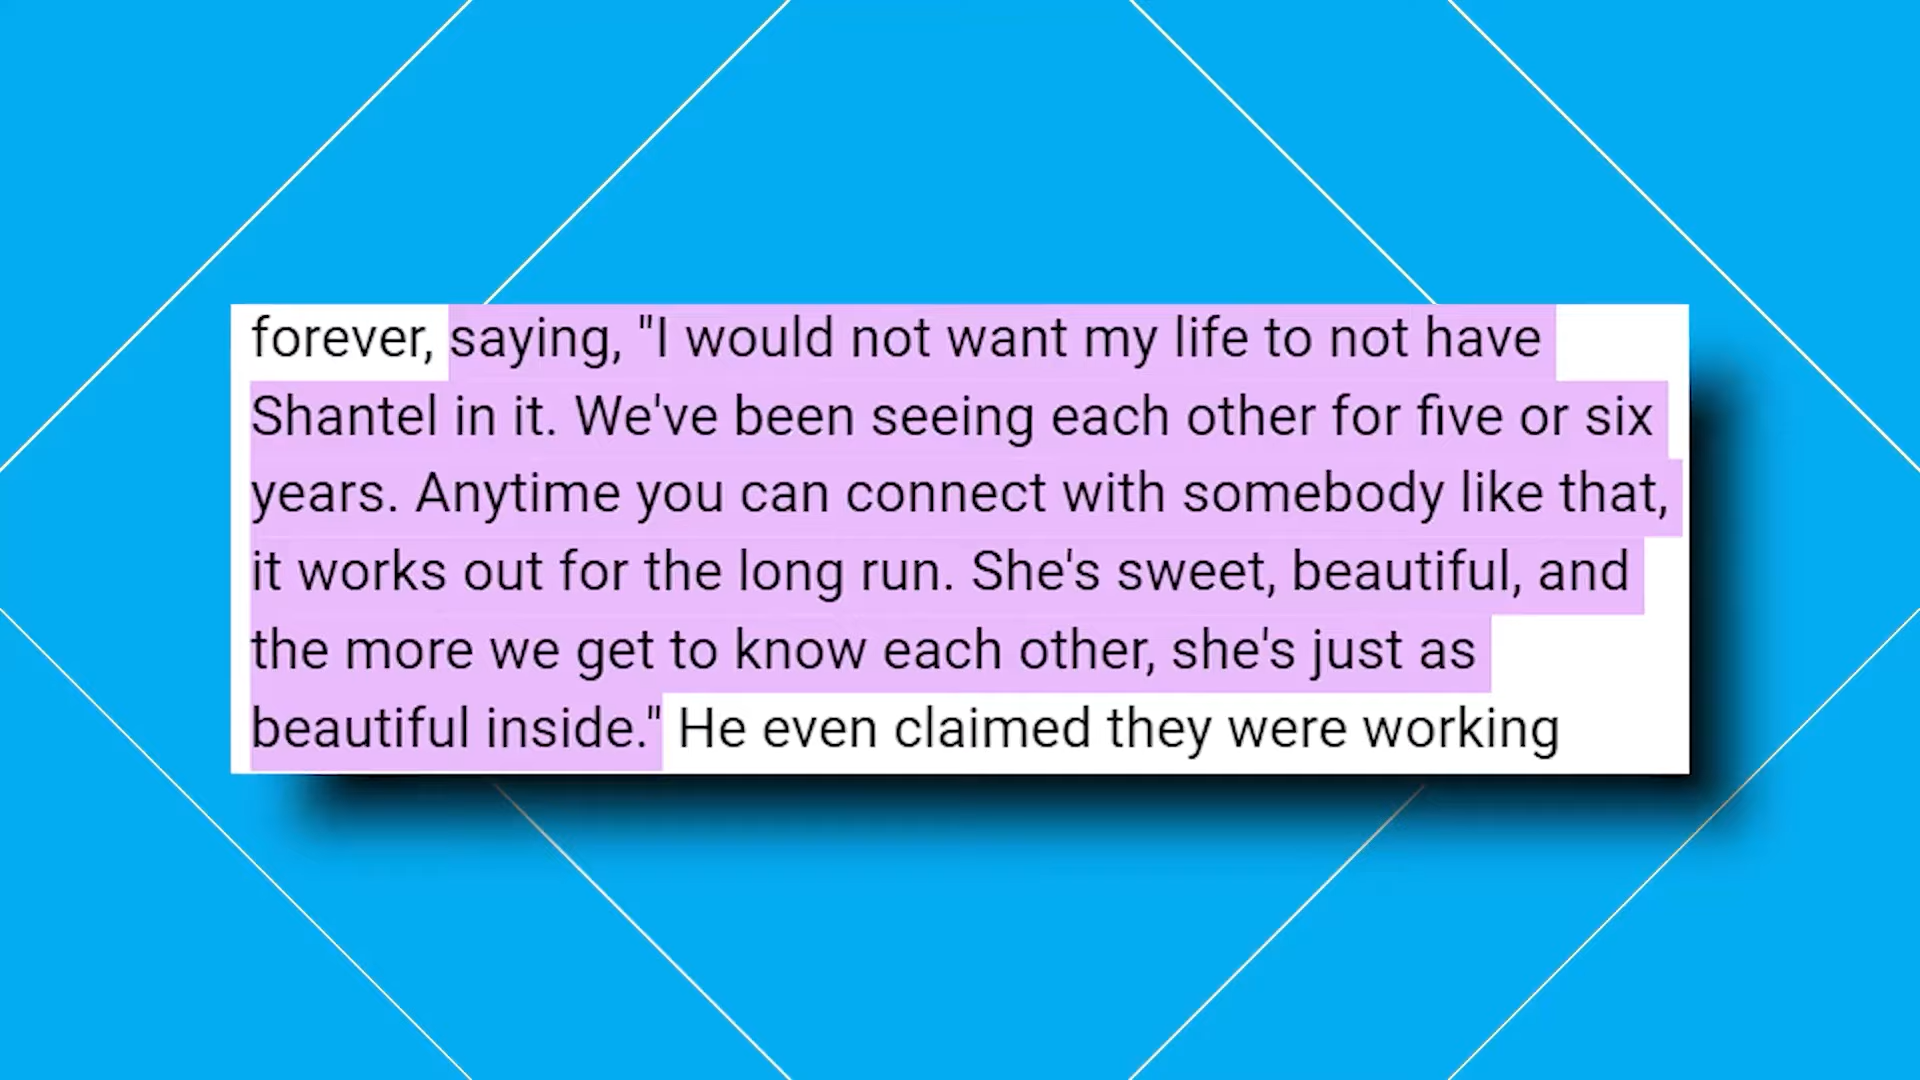 forever, saying, "I would not want my life to not have
Shantel in it. We've been seeing each other for five or six
years. Anytime you can connect with somebody like that,
it works out for the long run. She's sweet, beautiful, and
the more we get to know each other, she's just as
beautiful inside." He even claimed they were working